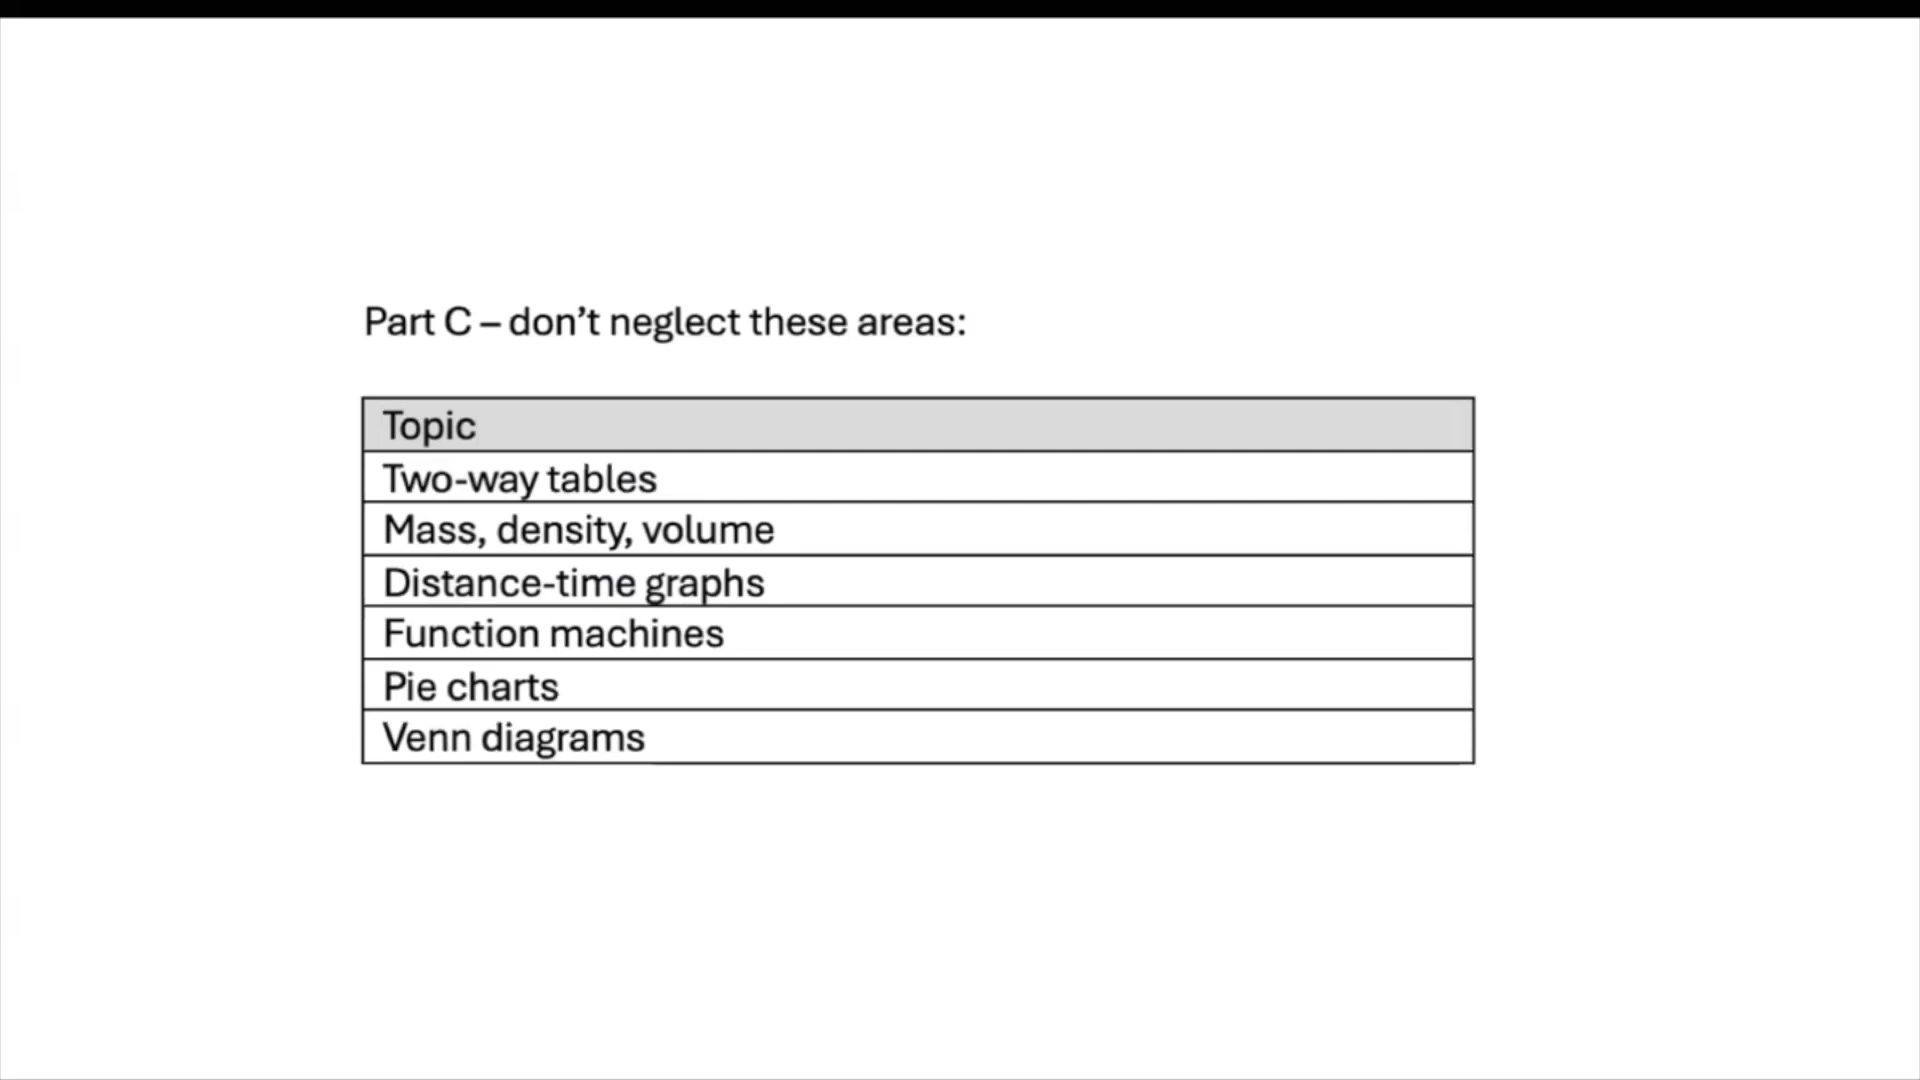 Part C – don’t neglect these areas:
Topic
Two-way tables
Mass, density, volume
Distance-time graphs
Function machines
Pie charts
Venn diagrams